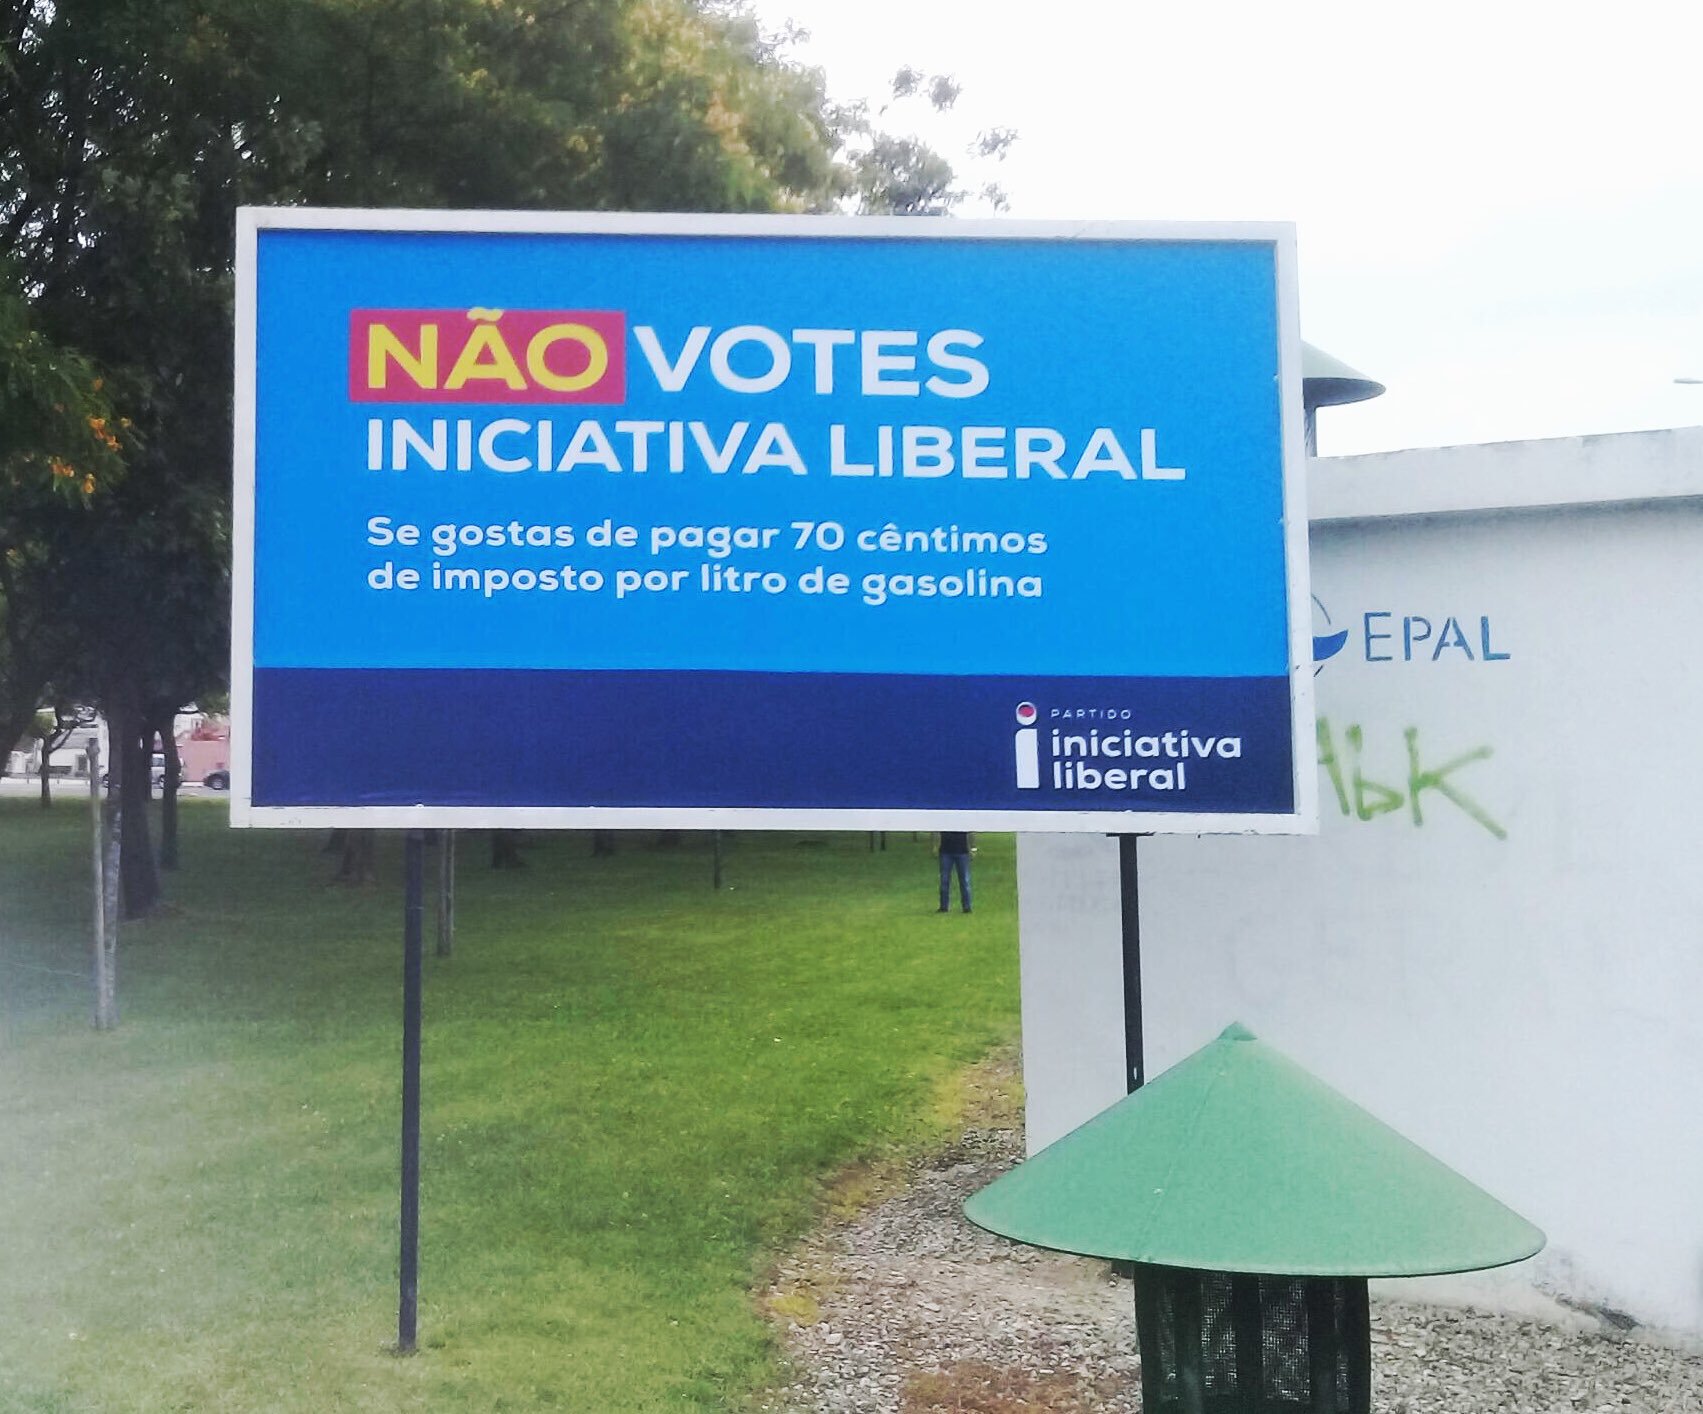 NÃO VOTES
INICIATIVA LIBERAL
Se gostas de pagar 70 cêntimos
de imposto por litro de gasolina
PARTIDO
iniciativa
liberal
EPAL